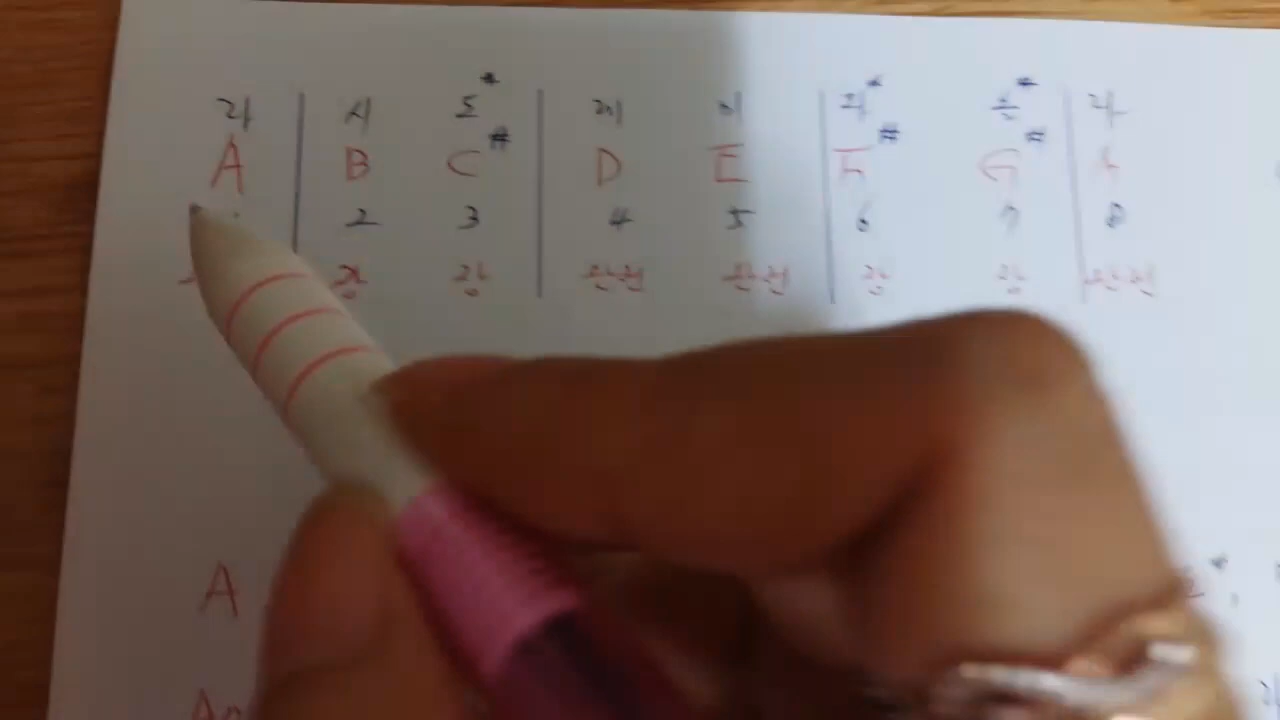 라 시 도# 레 미 파# 솔# 라
A B C# D E F# G# A
2 3 4 5 6 7 8
장 장 완전 완전 장 장 완전
A